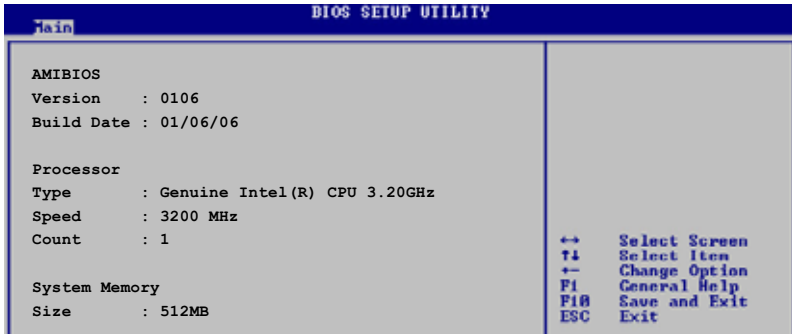 BIOS SETUP UTILITY
Main
AMIBIOS
Version : 0106
Build Date : 01/06/06
Processor
Type : Genuine Intel(R) CPU 3.20GHz
Speed : 3200 MHz
Count : 1
System Memory
Size : 512MB
↔ Select Screen
↑↓ Select Item
+- Change Option
F1 General Help
F10 Save and Exit
ESC Exit